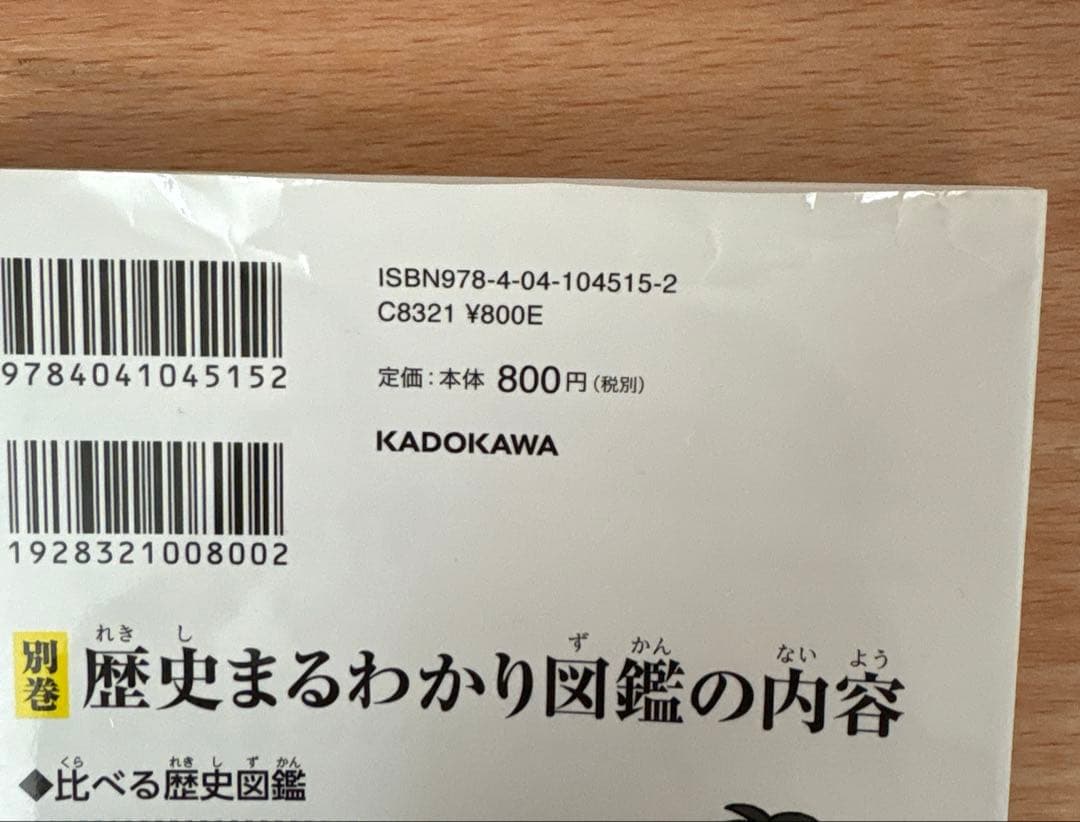 ISBN978-4-04-104515-2
C8321 ¥800E
9784041045152
定価：本体 800円（税別）
KADOKAWA
1928321008002
別巻 歴史まるわかり図鑑の内容
れきし ずかん ないよう
◆比べる歴史図鑑
くら れきしずかん